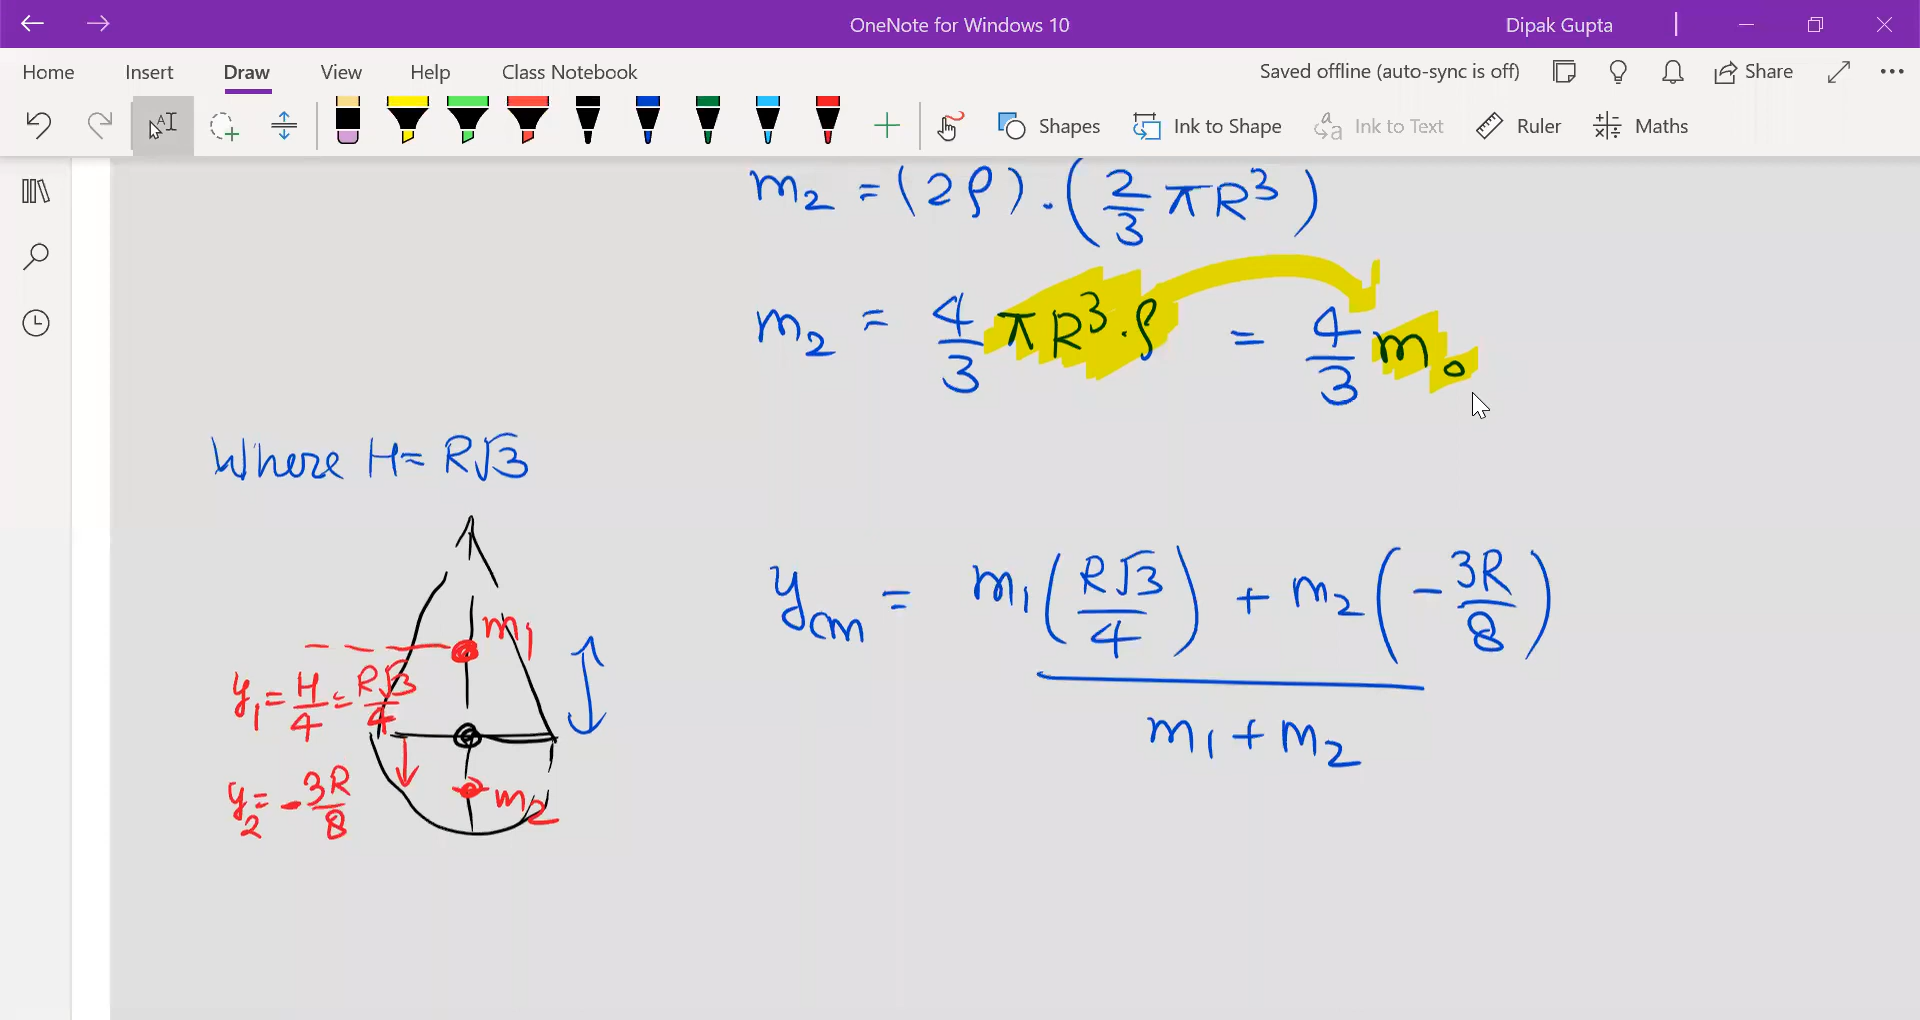 OneNote for Windows 10
Dipak Gupta
Home Insert Draw View Help Class Notebook
Saved offline (auto-sync is off) Share
Shapes Ink to Shape Ink to Text Ruler Maths
m₂ = (2ρ) · (2/3 πR³)
m₂ = 4/3 πR³·ρ = 4/3 m₀
Where H = R√3
m₁
y₁ = H/4 = R√3/4
y₂ = -3R/8
m₂
y_cm = m₁(R√3/4) + m₂(-3R/8)
m₁ + m₂